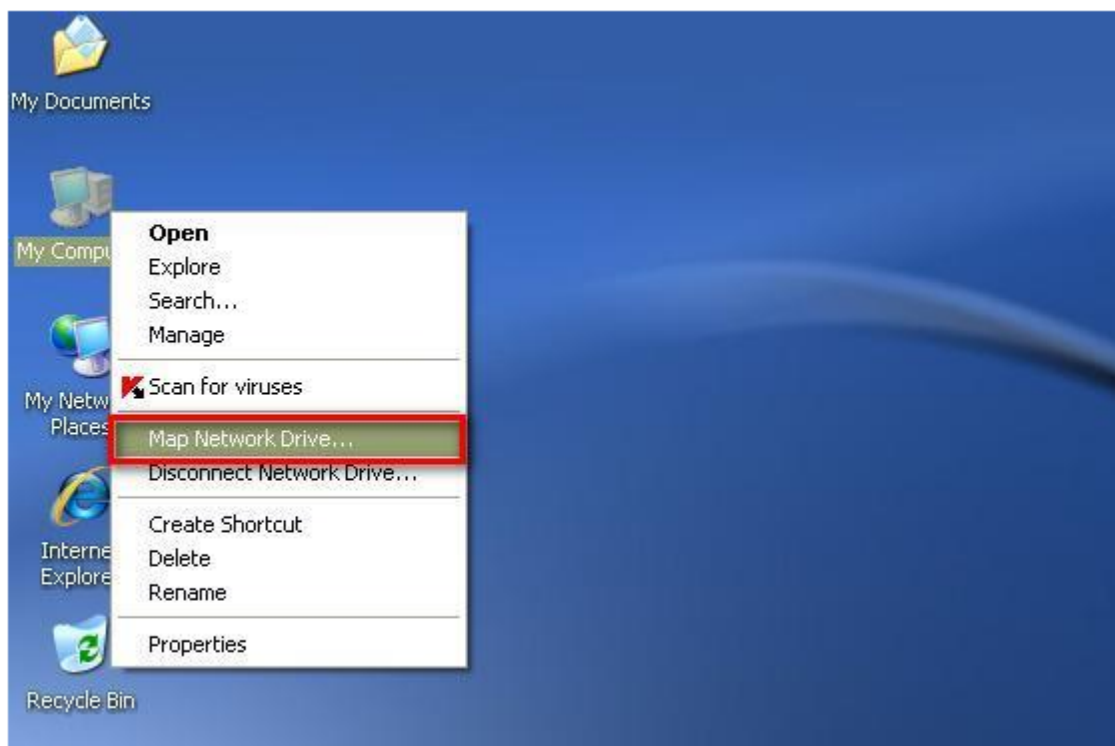 My Documents
My Compu
My Netw
Places
Interne
Explore
Recycle Bin
Open
Explore
Search...
Manage
Scan for viruses
Map Network Drive...
Disconnect Network Drive...
Create Shortcut
Delete
Rename
Properties